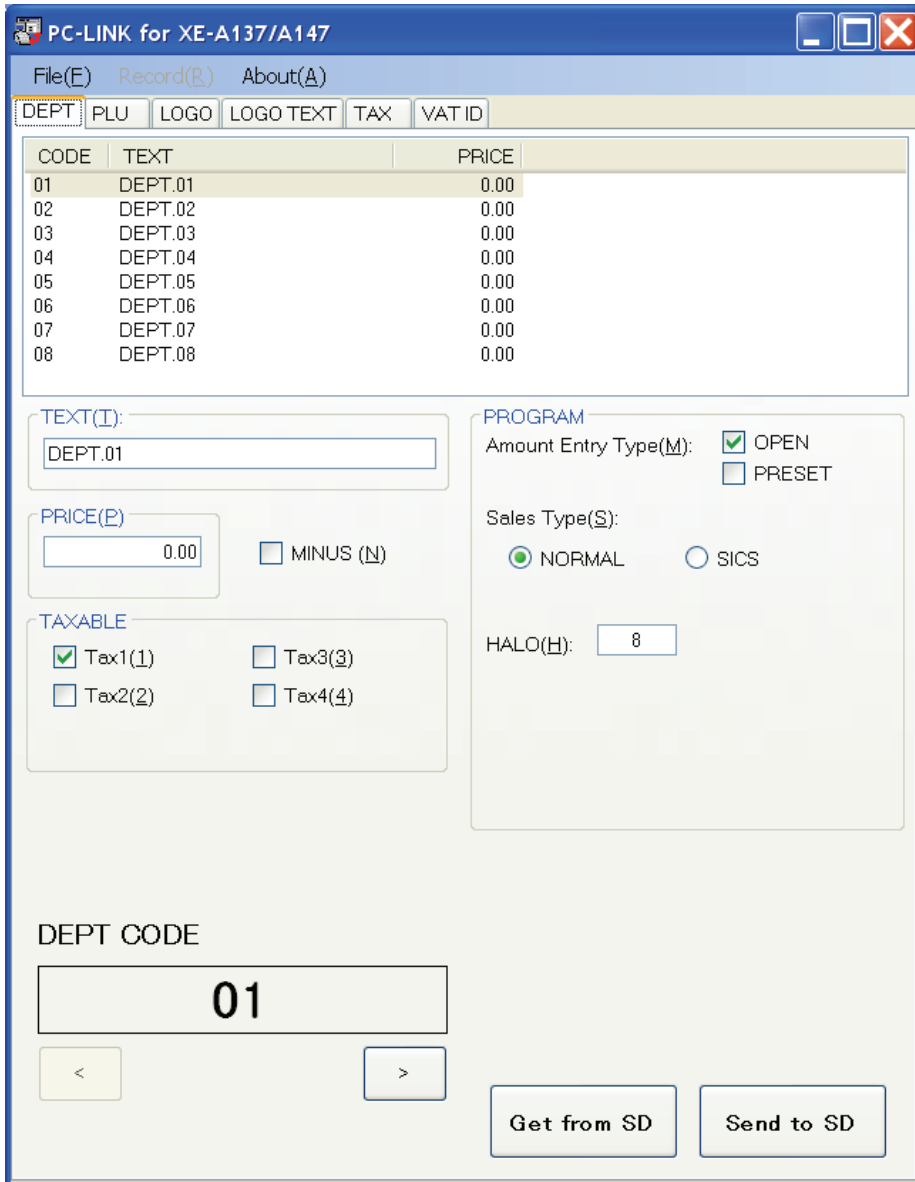 PC-LINK for XE-A137/A147
File(F) Record(R) About(A)
DEPT PLU LOGO LOGO TEXT TAX VAT ID
CODE TEXT PRICE
01 DEPT.01 0.00
02 DEPT.02 0.00
03 DEPT.03 0.00
04 DEPT.04 0.00
05 DEPT.05 0.00
06 DEPT.06 0.00
07 DEPT.07 0.00
08 DEPT.08 0.00
TEXT(T):
DEPT.01
PRICE(P)
0.00 MINUS (N)
TAXABLE
Tax1(1) Tax3(3)
Tax2(2) Tax4(4)
PROGRAM
Amount Entry Type(M): OPEN
PRESET
Sales Type(S):
NORMAL SICS
HALO(H): 8
DEPT CODE
01
< >
Get from SD Send to SD